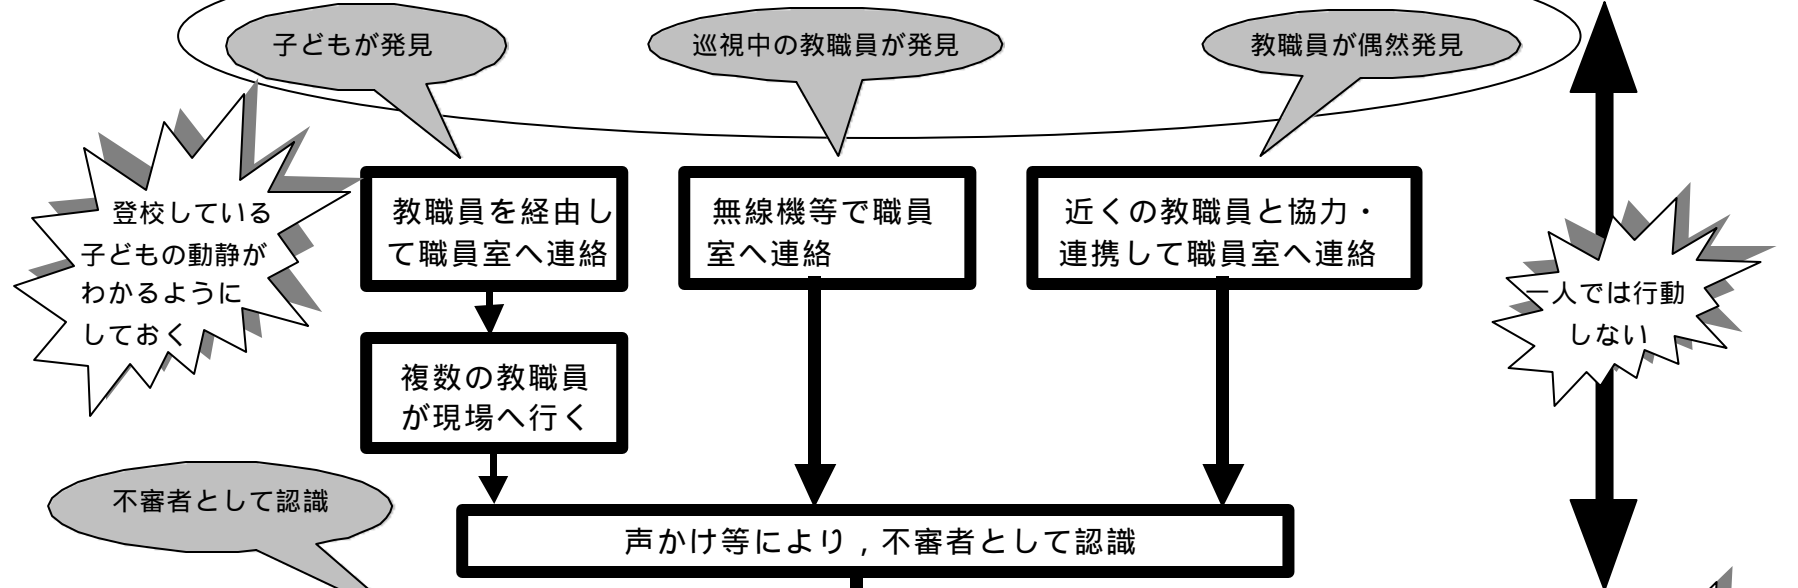 子どもが発見
巡視中の教職員が発見
教職員が偶然発見
登校している
子どもの動静が
わかるように
しておく
教職員を経由し
て職員室へ連絡
無線機等で職員
室へ連絡
近くの教職員と協力・
連携して職員室へ連絡
一人では行動
しない
複数の教職員
が現場へ行く
不審者として認識
声かけ等により,不審者として認識